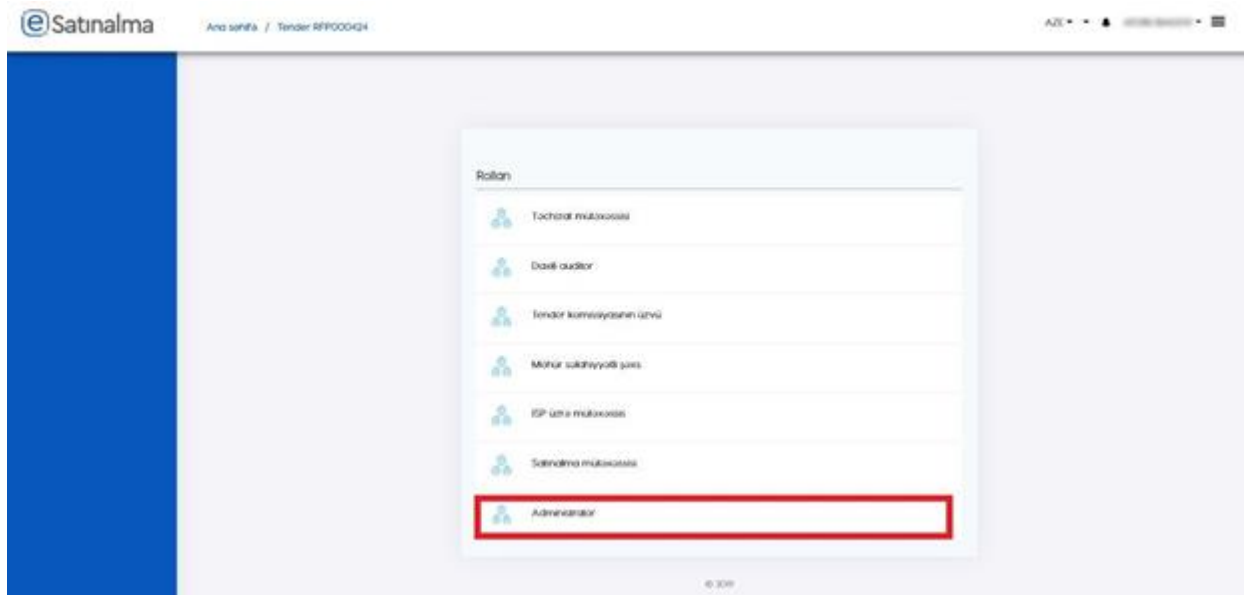 eSatınalma
Ana səhifə / Tender RFP000424
AZE
Rolları
Təchizat mütəxəssisi
Daxili auditor
Tender komissiyasının üzvü
Möhür səlahiyyətli şəxs
ISP üzrə mütəxəssis
Satınalma mütəxəssisi
Administrator
© 2019